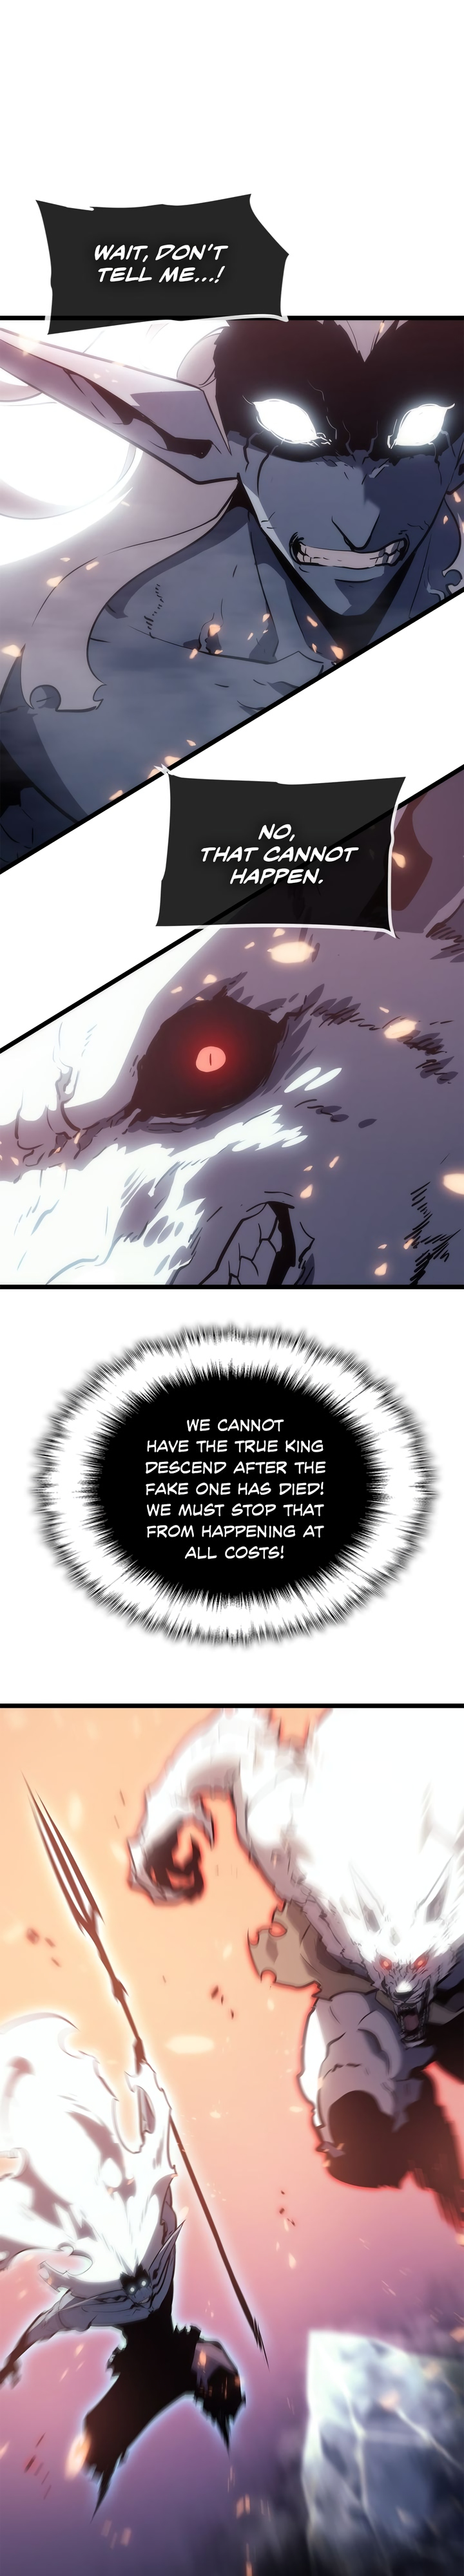 WAIT, DON'T
TELL ME...!
NO,
THAT CANNOT
HAPPEN.
WE CANNOT
HAVE THE TRUE KING
DESCEND AFTER THE
FAKE ONE HAS DIED!
WE MUST STOP THAT
FROM HAPPENING AT
ALL COSTS!